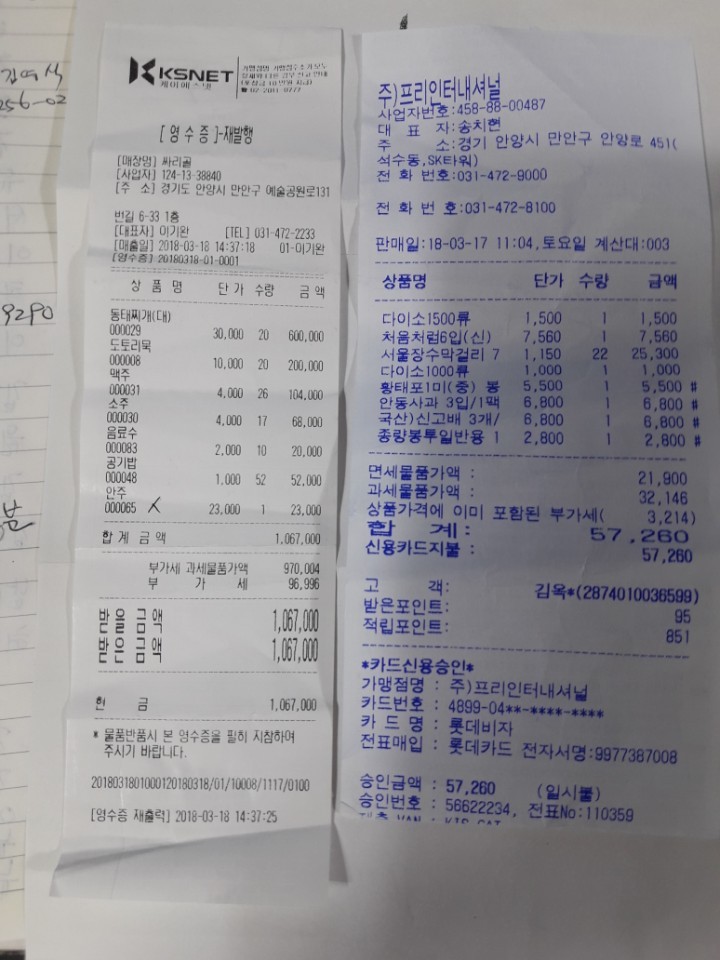 김여식
256-02
9290
KSNET
케이에스넷
[ 영 수 증 ]-재발행
[매장명] 싸리골
[사업자] 124-13-38840
[주 소] 경기도 안양시 만안구 예술공원로131
번길 6-33 1층
[대표자] 이기완 [TEL] 031-472-2233
[매출일] 2018-03-18 14:37:18 01-이기완
[영수증] 20180318-01-0001
상 품 명 단 가 수량 금 액
동태찌개(대)
000029 30,000 20 600,000
도토리묵
000008 10,000 20 200,000
맥주
000031 4,000 26 104,000
소주
000030 4,000 17 68,000
음료수
000083 2,000 10 20,000
공기밥
000048 1,000 52 52,000
안주
000065 X 23,000 1 23,000
합 계 금 액 1,067,000
부가세 과세물품가액 970,004
부 가 세 96,996
받을 금액 1,067,000
받은 금액 1,067,000
현 금 1,067,000
* 물품반품시 본 영수증을 필히 지참하여
주시기 바랍니다.
2018031801000120180318/01/10008/1117/0100
[영수증 재출력] 2018-03-18 14:37:25
주)프리인터내셔널
사업자번호:458-88-00487
대 표 자:송치현
주 소:경기 안양시 만안구 안양로 451(
석수동,SK타워)
전 화 번호:031-472-9000
전 화 번 호:031-472-8100
판매일:18-03-17 11:04,토요일 계산대:003
상품명 단가 수량 금액
다이소1500류 1,500 1 1,500
처음처럼6입(신) 7,560 1 7,560
서울장수막걸리 7 1,150 22 25,300
다이소1000류 1,000 1 1,000
황태포1미(중) 봉 5,500 1 5,500 #
안동사과 3입/1팩 6,800 1 6,800 #
국산)신고배 3개/ 6,800 1 6,800 #
종량봉투일반용 1 2,800 1 2,800 #
면세물품가액 : 21,900
과세물품가액 : 32,146
상품가격에 이미 포함된 부가세( 3,214)
합 계: 57,260
신용카드지불: 57,260
고 객: 김옥*(2874010036599)
받은포인트: 95
적립포인트: 851
*카드신용승인*
가맹점명 : 주)프리인터내셔널
카드번호 : 4899-04**-****-****
카 드 명 : 롯데비자
전표매입 : 롯데카드 전자서명:9977387008
승인금액 : 57,260 (일시불)
승인번호 : 56622234, 전표No:110359